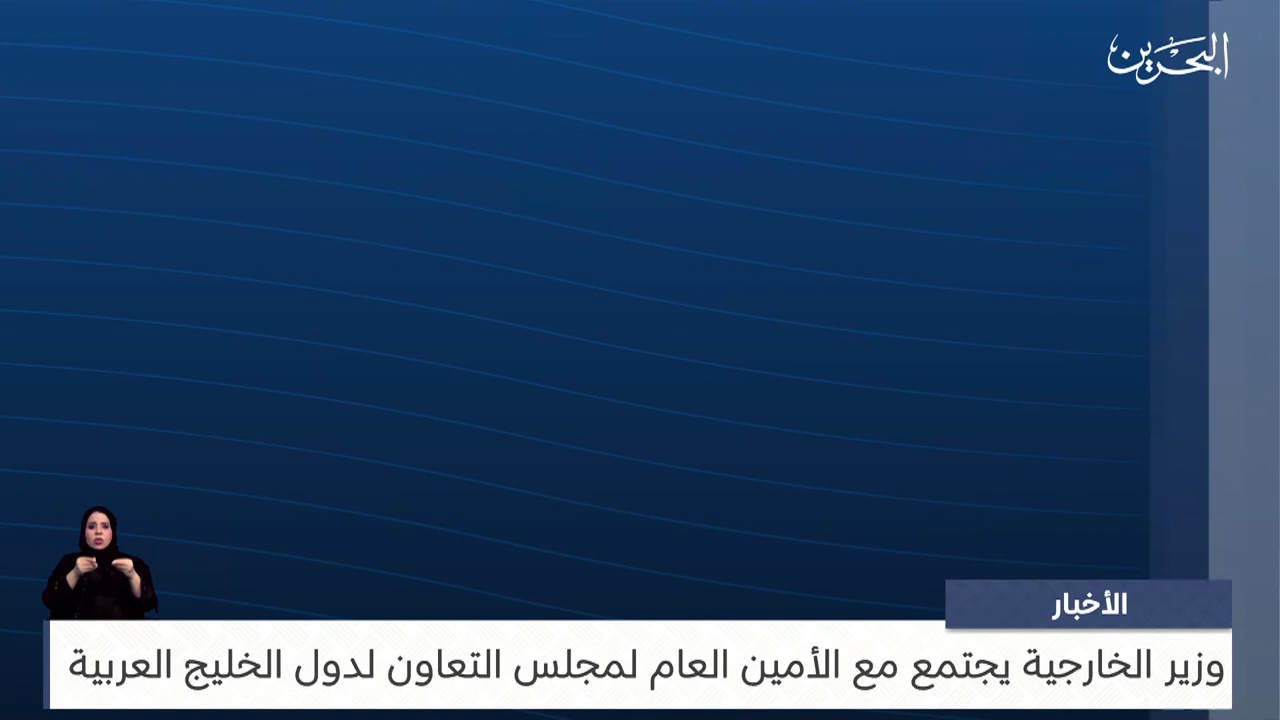 البحرين
الأخبار
وزير الخارجية يجتمع مع الأمين العام لمجلس التعاون لدول الخليج العربية